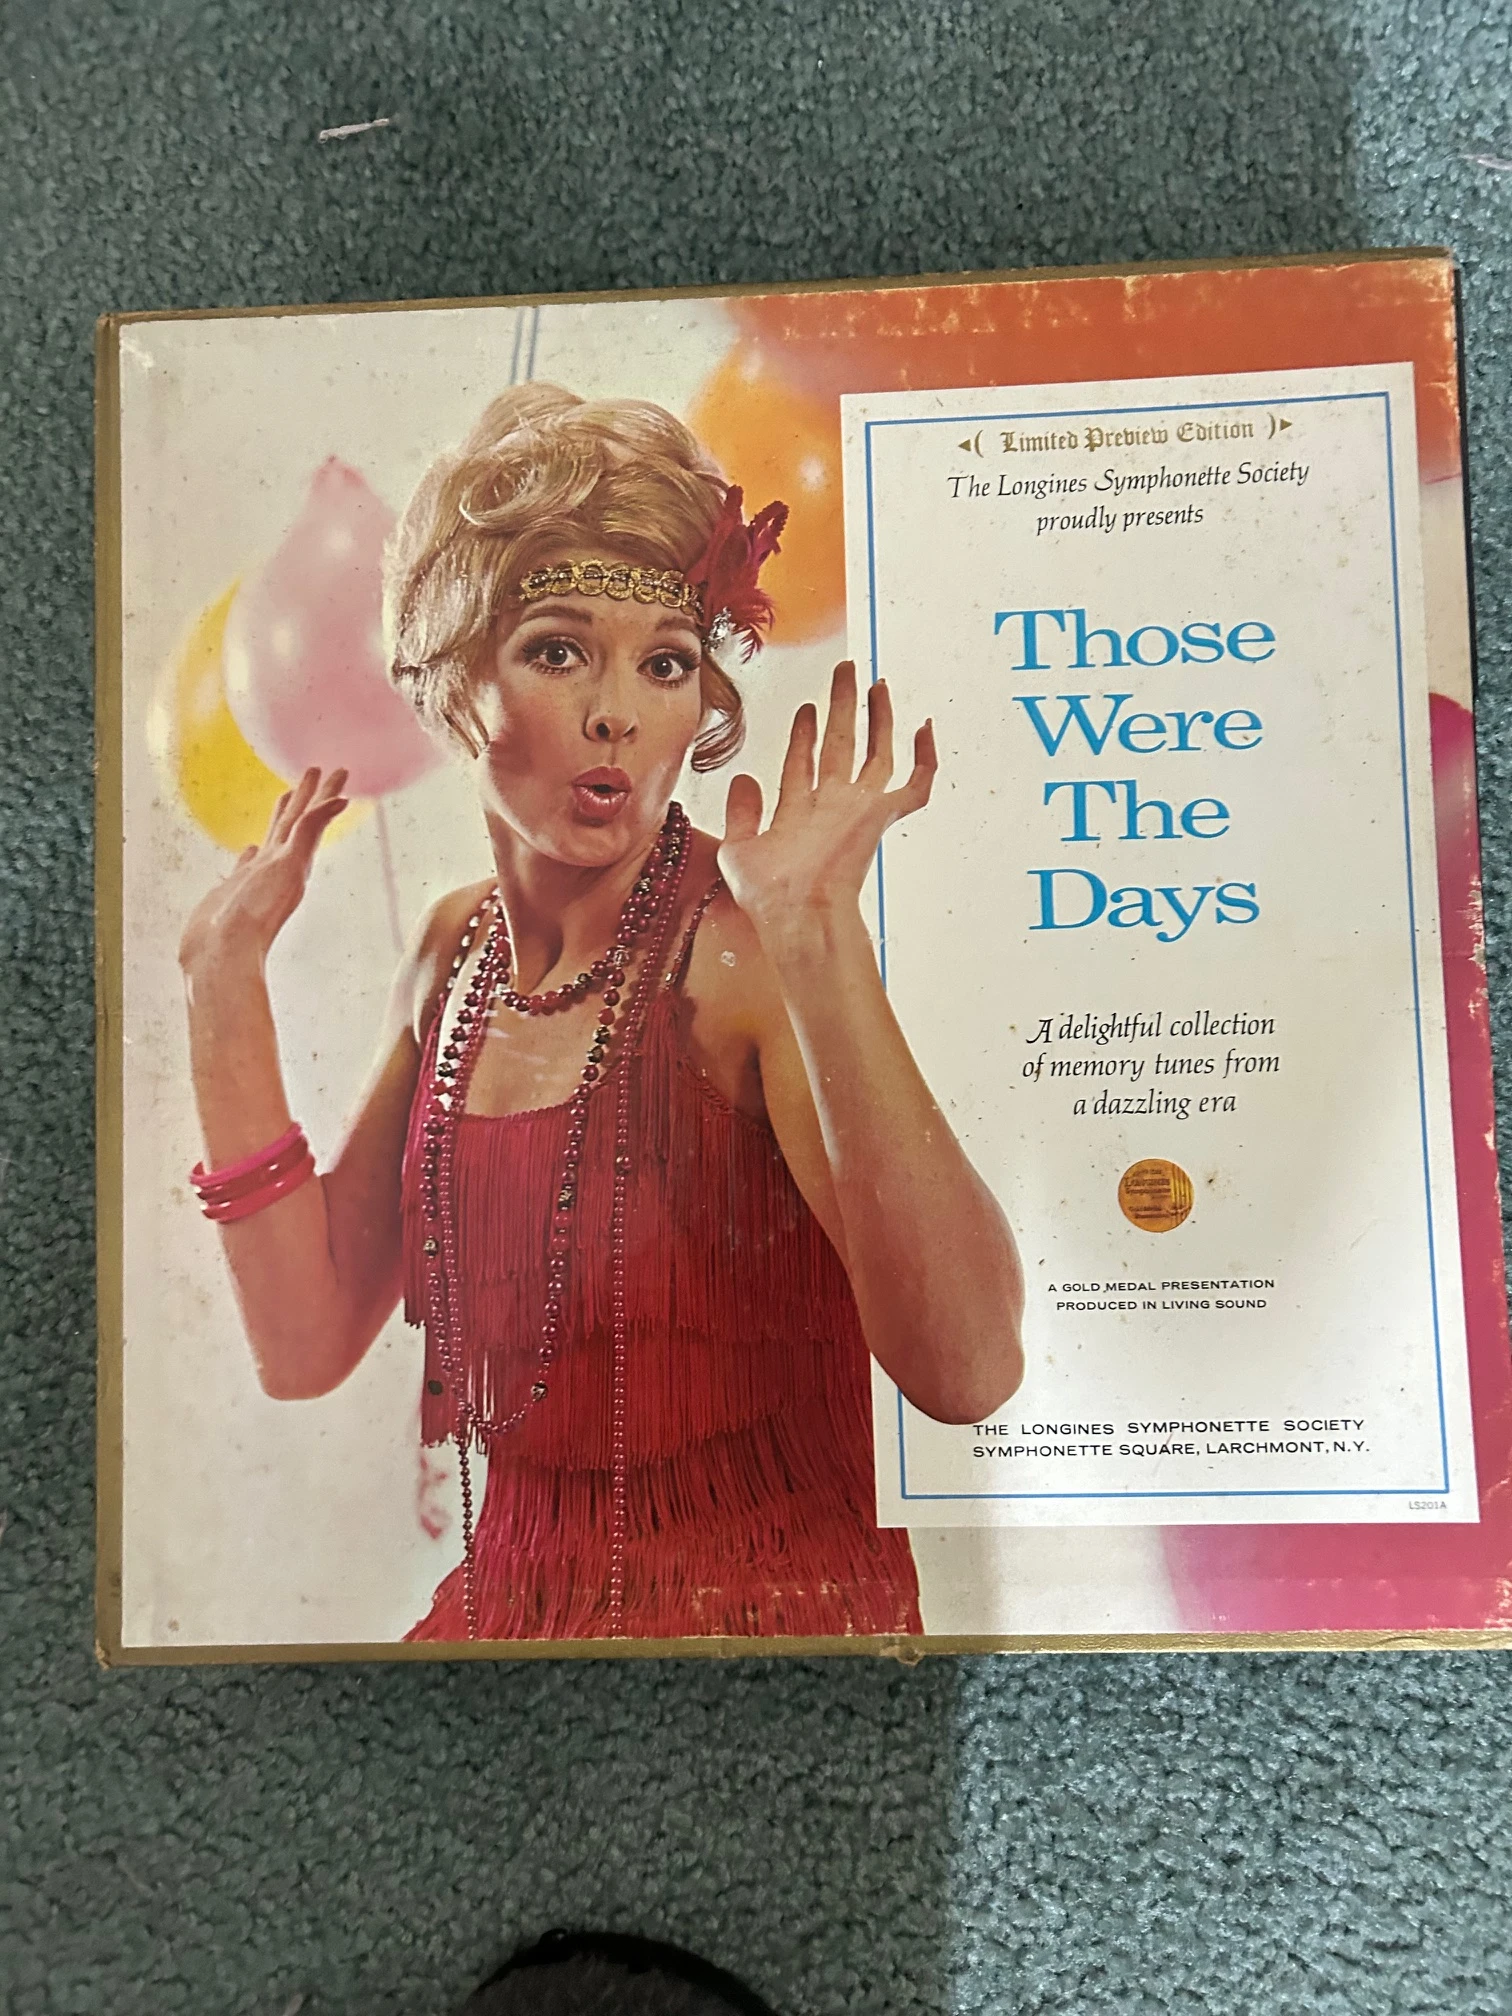 Limited Preview Edition
The Longines Symphonette Society
proudly presents
Those
Were
The
Days
A delightful collection
of memory tunes from
a dazzling era
A GOLD MEDAL PRESENTATION
PRODUCED IN LIVING SOUND
THE LONGINES SYMPHONETTE SOCIETY
SYMPHONETTE SQUARE, LARCHMONT, N.Y.
LS201A